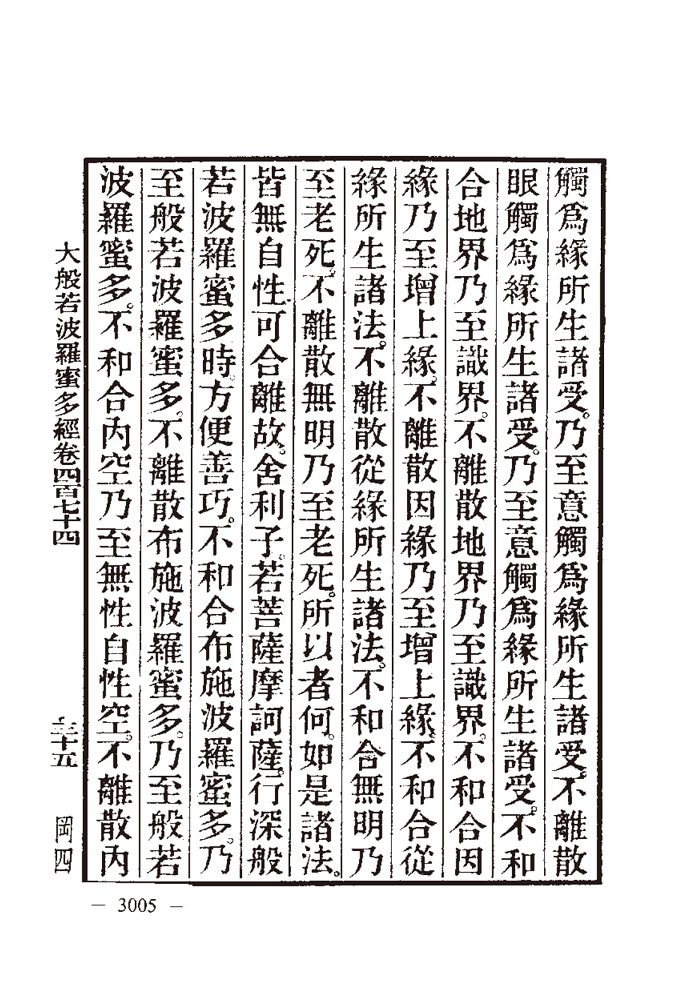 觸爲緣所生諸受。乃至意觸爲緣所生諸受。不離散
眼觸爲緣所生諸受。乃至意觸爲緣所生諸受。不和
合地界乃至識界。不離散地界乃至識界。不和合因
緣乃至增上緣。不離散因緣乃至增上緣。不和合從
緣所生諸法。不離散從緣所生諸法。不和合無明乃
至老死。不離散無明乃至老死。所以者何。如是諸法。
皆無自性可合離故。舍利子。若菩薩摩訶薩。行深般
若波羅蜜多時。方便善巧。不和合布施波羅蜜多。乃
至般若波羅蜜多。不離散布施波羅蜜多。乃至般若
波羅蜜多。不和合內空乃至無性自性空。不離散內
大般若波羅蜜多經卷四百七十四
二十五
岡四
— 3005 —